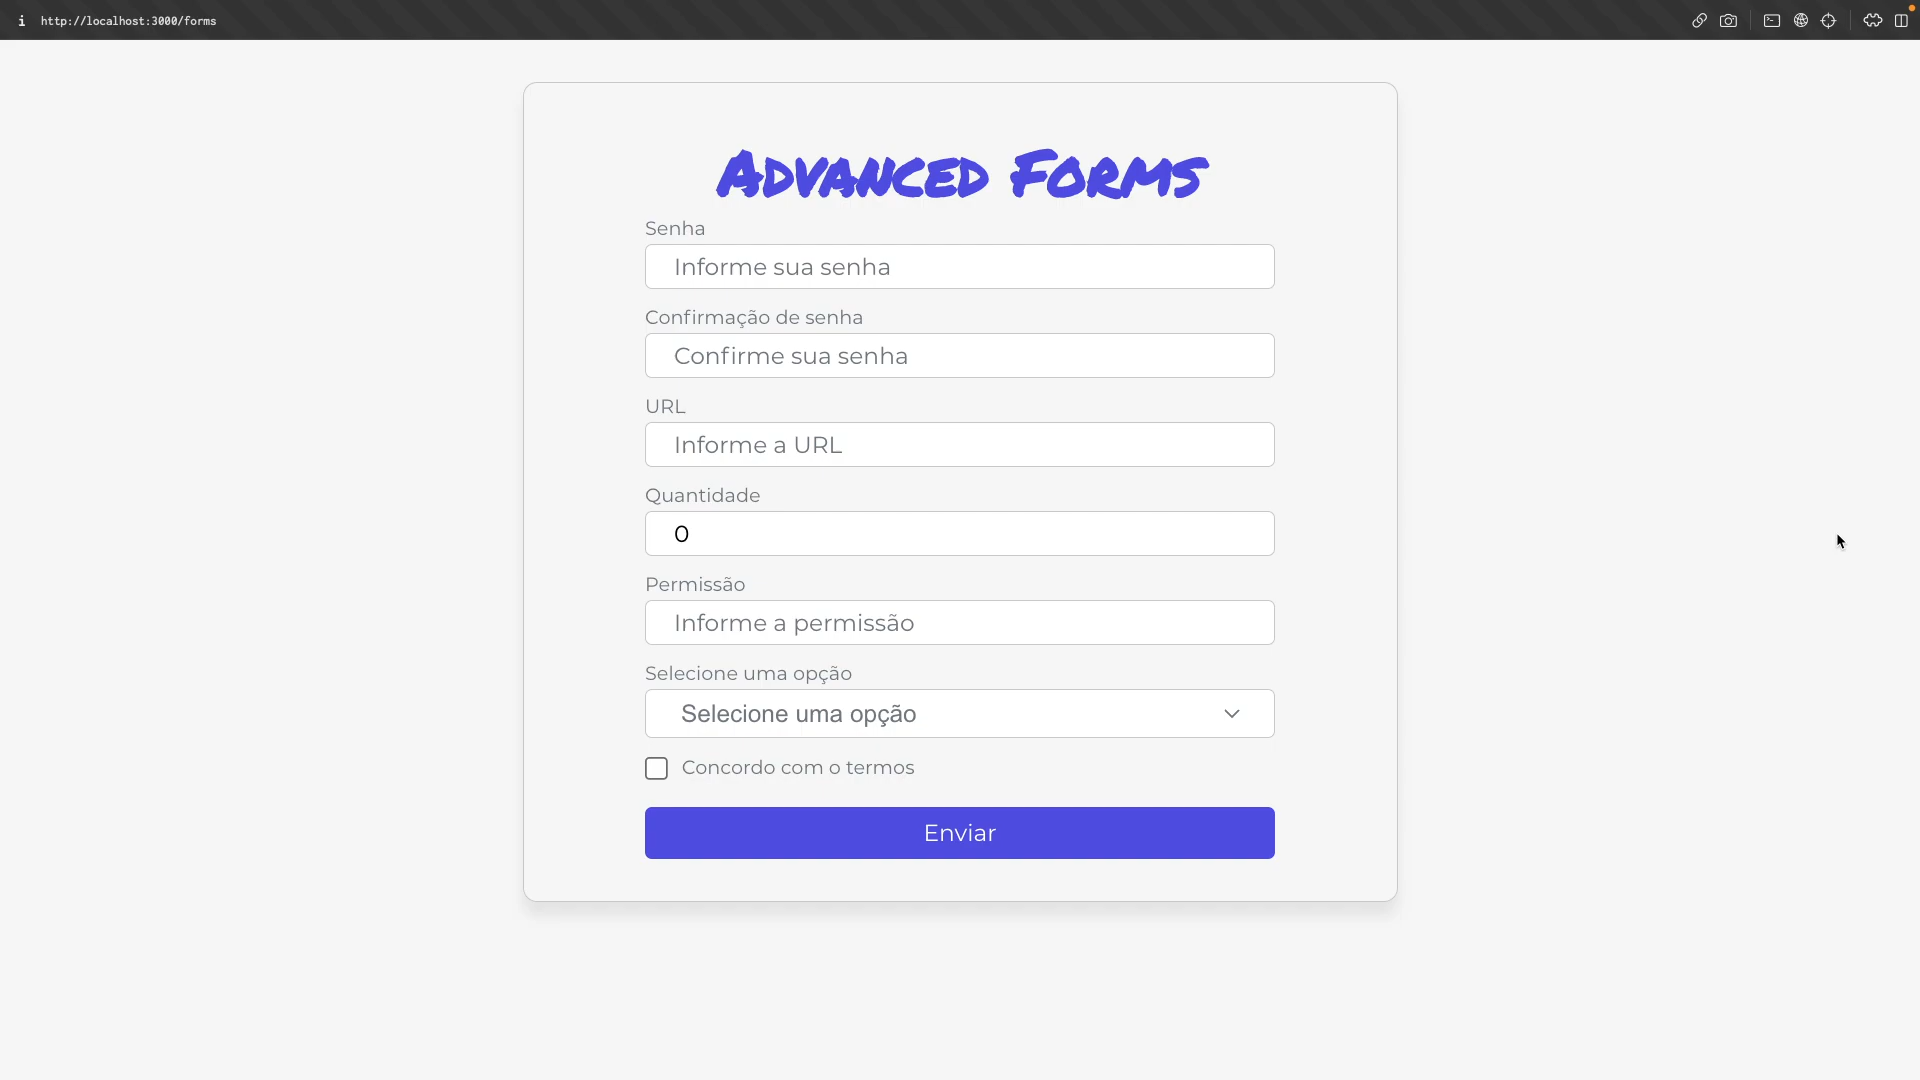 i http://localhost:3000/forms
Advanced Forms
Senha
Informe sua senha
Confirmação de senha
Confirme sua senha
URL
Informe a URL
Quantidade
0
Permissão
Informe a permissão
Selecione uma opção
Selecione uma opção
Concordo com o termos
Enviar